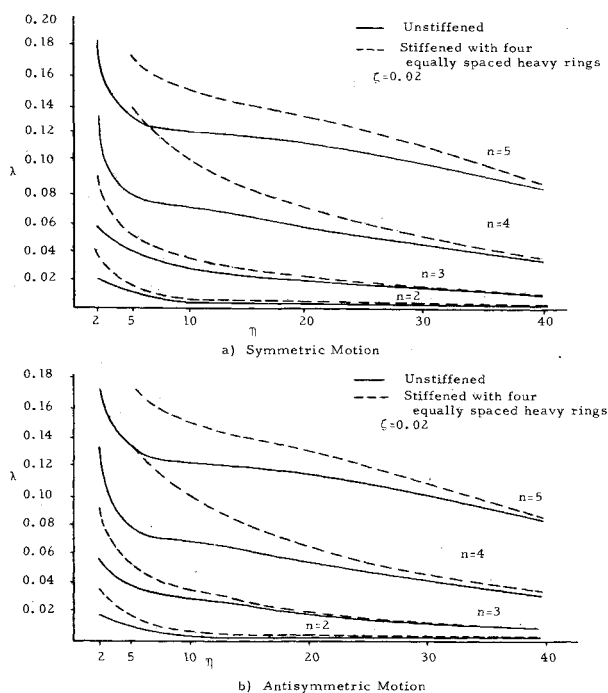 0.20
0.18
0.16
0.14
0.12
0.10
λ
0.08
0.06
0.04
0.02
Unstiffened
Stiffened with four
equally spaced heavy rings
ζ=0.02
n=5
n=4
n=3
n=2
2 5 10 20 30 40
η
a) Symmetric Motion
0.18
0.16
0.14
0.12
λ
0.10
0.08
0.06
0.04
0.02
Unstiffened
Stiffened with four
equally spaced heavy rings
ζ=0.02
n=5
n=4
n=3
n=2
2 5 10 20 30 40
η
b) Antisymmetric Motion